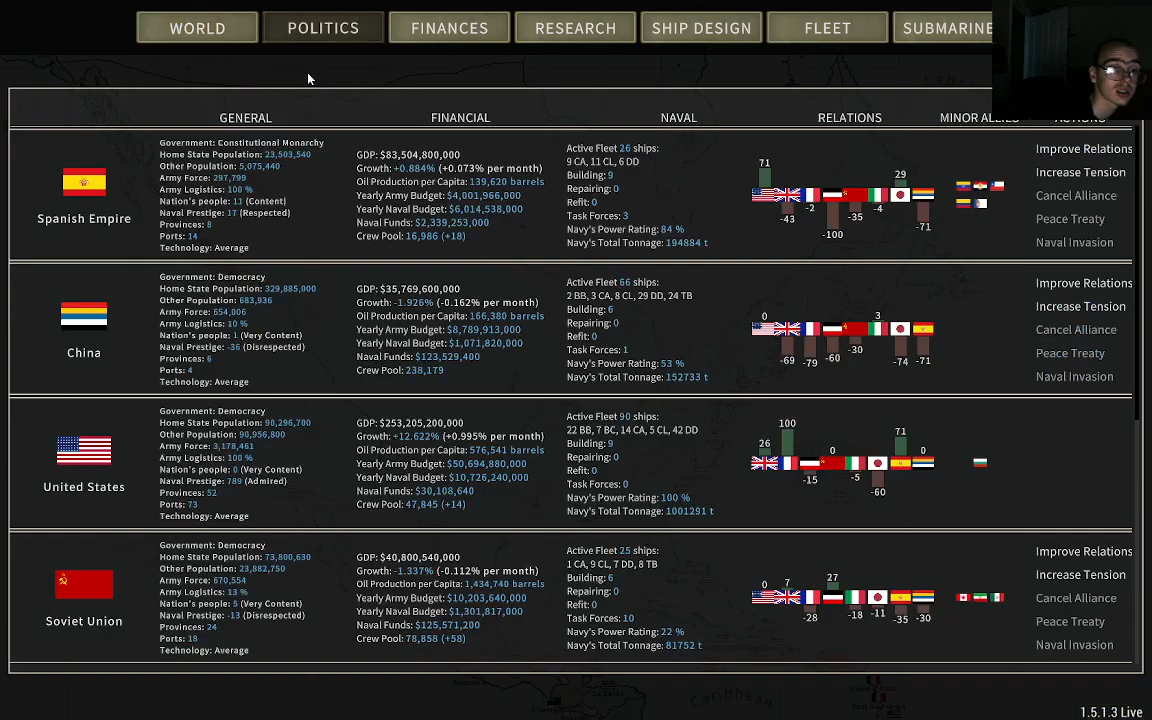 WORLD POLITICS FINANCES RESEARCH SHIP DESIGN FLEET SUBMARINE
GENERAL FINANCIAL NAVAL RELATIONS MINOR ALLIES ACTIONS
Spanish Empire
Government: Constitutional Monarchy
Home State Population: 23,503,540
Other Population: 5,075,440
Army Force: 297,799
Army Logistics: 100 %
Nation's people: 11 (Content)
Naval Prestige: 17 (Respected)
Provinces: 8
Ports: 14
Technology: Average
GDP: $83,504,800,000
Growth: +0.884% (+0.073% per month)
Oil Production per Capita: 139,620 barrels
Yearly Army Budget: $4,001,966,000
Yearly Naval Budget: $6,014,538,000
Naval Funds: $2,339,253,000
Crew Pool: 16,986 (+18)
Active Fleet 26 ships:
9 CA, 11 CL, 6 DD
Building: 9
Repairing: 0
Refit: 0
Task Forces: 3
Navy's Power Rating: 84 %
Navy's Total Tonnage: 194884 t
71 29
-43 -2 -100 -35 -4 -71
Improve Relations
Increase Tension
Cancel Alliance
Peace Treaty
Naval Invasion
China
Government: Democracy
Home State Population: 329,885,000
Other Population: 683,936
Army Force: 654,006
Army Logistics: 10 %
Nation's people: 1 (Very Content)
Naval Prestige: -36 (Disrespected)
Provinces: 6
Ports: 4
Technology: Average
GDP: $35,769,600,000
Growth: -1.926% (-0.162% per month)
Oil Production per Capita: 166,380 barrels
Yearly Army Budget: $8,789,913,000
Yearly Naval Budget: $1,071,820,000
Naval Funds: $123,529,400
Crew Pool: 238,179
Active Fleet 66 ships:
2 BB, 3 CA, 8 CL, 29 DD, 24 TB
Building: 6
Repairing: 0
Refit: 0
Task Forces: 1
Navy's Power Rating: 53 %
Navy's Total Tonnage: 152733 t
0 3
-69 -79 -60 -30 -74 -71
Improve Relations
Increase Tension
Cancel Alliance
Peace Treaty
Naval Invasion
United States
Government: Democracy
Home State Population: 90,296,700
Other Population: 90,956,800
Army Force: 3,178,461
Army Logistics: 100 %
Nation's people: 0 (Very Content)
Naval Prestige: 789 (Admired)
Provinces: 52
Ports: 73
Technology: Average
GDP: $253,205,200,000
Growth: +12.622% (+0.995% per month)
Oil Production per Capita: 576,541 barrels
Yearly Army Budget: $50,694,880,000
Yearly Naval Budget: $10,726,240,000
Naval Funds: $30,108,640
Crew Pool: 47,845 (+14)
Active Fleet 90 ships:
22 BB, 7 BC, 14 CA, 5 CL, 42 DD
Building: 9
Repairing: 0
Refit: 0
Task Forces: 0
Navy's Power Rating: 100 %
Navy's Total Tonnage: 1001291 t
26 100 0 71 0
-15 -5 -60
Soviet Union
Government: Democracy
Home State Population: 73,800,630
Other Population: 23,882,750
Army Force: 670,554
Army Logistics: 13 %
Nation's people: 5 (Very Content)
Naval Prestige: -13 (Disrespected)
Provinces: 24
Ports: 18
Technology: Average
GDP: $40,800,540,000
Growth: -1.337% (-0.112% per month)
Oil Production per Capita: 1,434,740 barrels
Yearly Army Budget: $10,203,640,000
Yearly Naval Budget: $1,301,817,000
Naval Funds: $125,571,200
Crew Pool: 78,858 (+58)
Active Fleet 25 ships:
1 CA, 9 CL, 7 DD, 8 TB
Building: 6
Repairing: 0
Refit: 0
Task Forces: 10
Navy's Power Rating: 22 %
Navy's Total Tonnage: 81752 t
0 7 27
-28 -18 -11 -35 -30
Improve Relations
Increase Tension
Cancel Alliance
Peace Treaty
Naval Invasion
Caribbean
1.5.1.3 Live